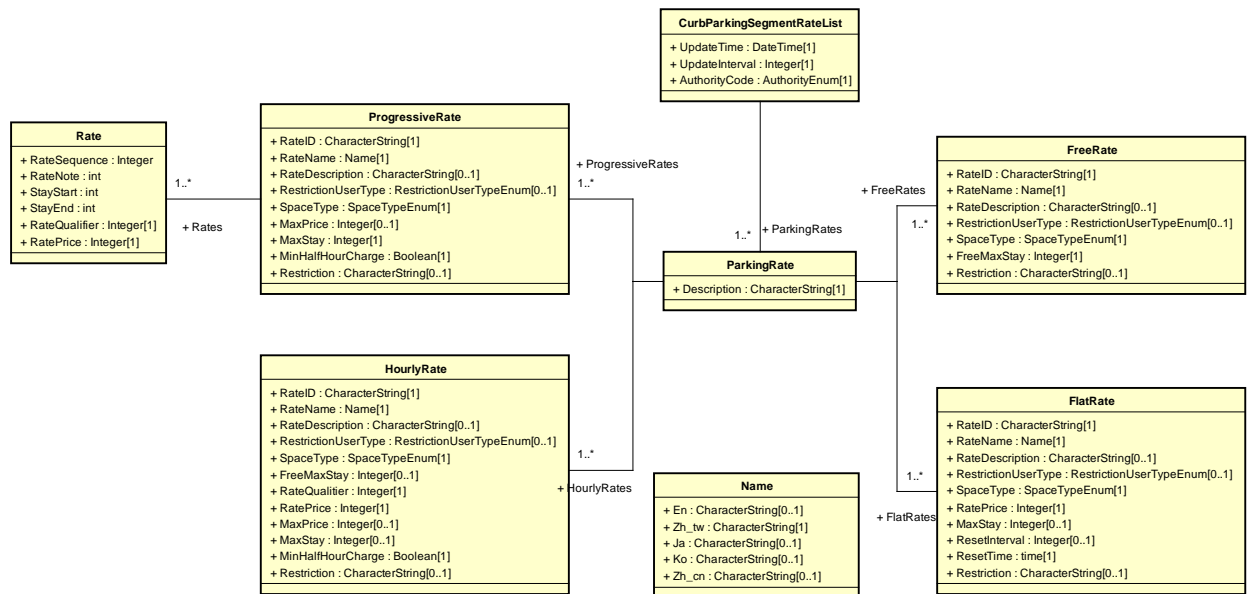 CurbParkingSegmentRateList
+ UpdateTime : DateTime[1]
+ UpdateInterval : Integer[1]
+ AuthorityCode : AuthorityEnum[1]
Rate
+ RateSequence : Integer
+ RateNote : int
+ StayStart : int
+ StayEnd : int
+ RateQualifier : Integer[1]
+ RatePrice : Integer[1]
1..*
+ Rates
ProgressiveRate
+ RateID : CharacterString[1]
+ RateName : Name[1]
+ RateDescription : CharacterString[0..1]
+ RestrictionUserType : RestrictionUserTypeEnum[0..1]
+ SpaceType : SpaceTypeEnum[1]
+ MaxPrice : Integer[0..1]
+ MaxStay : Integer[1]
+ MinHalfHourCharge : Boolean[1]
+ Restriction : CharacterString[0..1]
+ ProgressiveRates
1..*
1..*
+ ParkingRates
ParkingRate
+ Description : CharacterString[1]
+ FreeRates
1..*
FreeRate
+ RateID : CharacterString[1]
+ RateName : Name[1]
+ RateDescription : CharacterString[0..1]
+ RestrictionUserType : RestrictionUserTypeEnum[0..1]
+ SpaceType : SpaceTypeEnum[1]
+ FreeMaxStay : Integer[1]
+ Restriction : CharacterString[0..1]
HourlyRate
+ RateID : CharacterString[1]
+ RateName : Name[1]
+ RateDescription : CharacterString[0..1]
+ RestrictionUserType : RestrictionUserTypeEnum[0..1]
+ SpaceType : SpaceTypeEnum[1]
+ FreeMaxStay : Integer[0..1]
+ RateQualitier : Integer[1]
+ RatePrice : Integer[1]
+ MaxPrice : Integer[0..1]
+ MaxStay : Integer[0..1]
+ MinHalfHourCharge : Boolean[1]
+ Restriction : CharacterString[0..1]
1..*
+ HourlyRates
Name
+ En : CharacterString[0..1]
+ Zh_tw : CharacterString[1]
+ Ja : CharacterString[0..1]
+ Ko : CharacterString[0..1]
+ Zh_cn : CharacterString[0..1]
1..*
+ FlatRates
FlatRate
+ RateID : CharacterString[1]
+ RateName : Name[1]
+ RateDescription : CharacterString[0..1]
+ RestrictionUserType : RestrictionUserTypeEnum[0..1]
+ SpaceType : SpaceTypeEnum[1]
+ RatePrice : Integer[1]
+ MaxStay : Integer[0..1]
+ ResetInterval : Integer[0..1]
+ ResetTime : time[1]
+ Restriction : CharacterString[0..1]